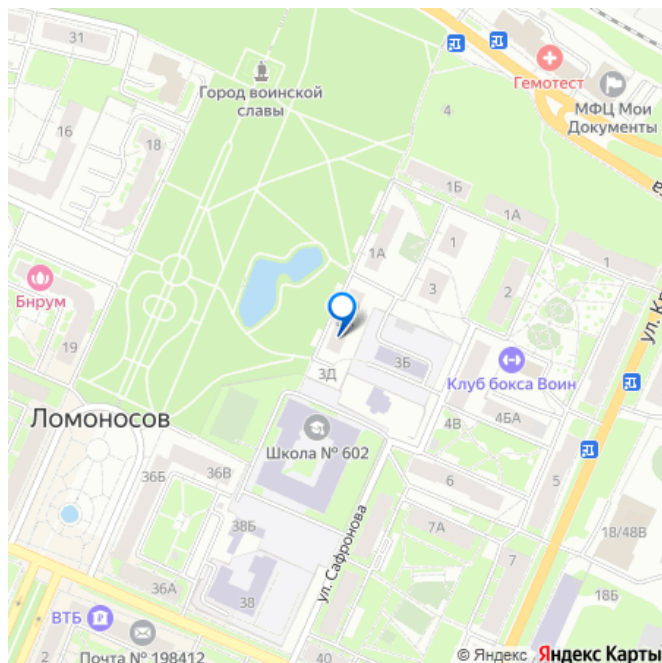 31
Город воинской
славы
Гемотест
МФЦ Мои
Документы
4
16
18
1Б
1А
1А
1
1
3
2
Бнрум
19
3Б
3Д
Клуб бокса Воин
Ломоносов
Школа № 602
4В
4БА
36Б
36В
6
5
38Б
7А
7
18/48В
ул. Сафронова
36А
38
18Б
ВТБ
2
Почта № 198412
40
© Яндекс Яндекс Карты